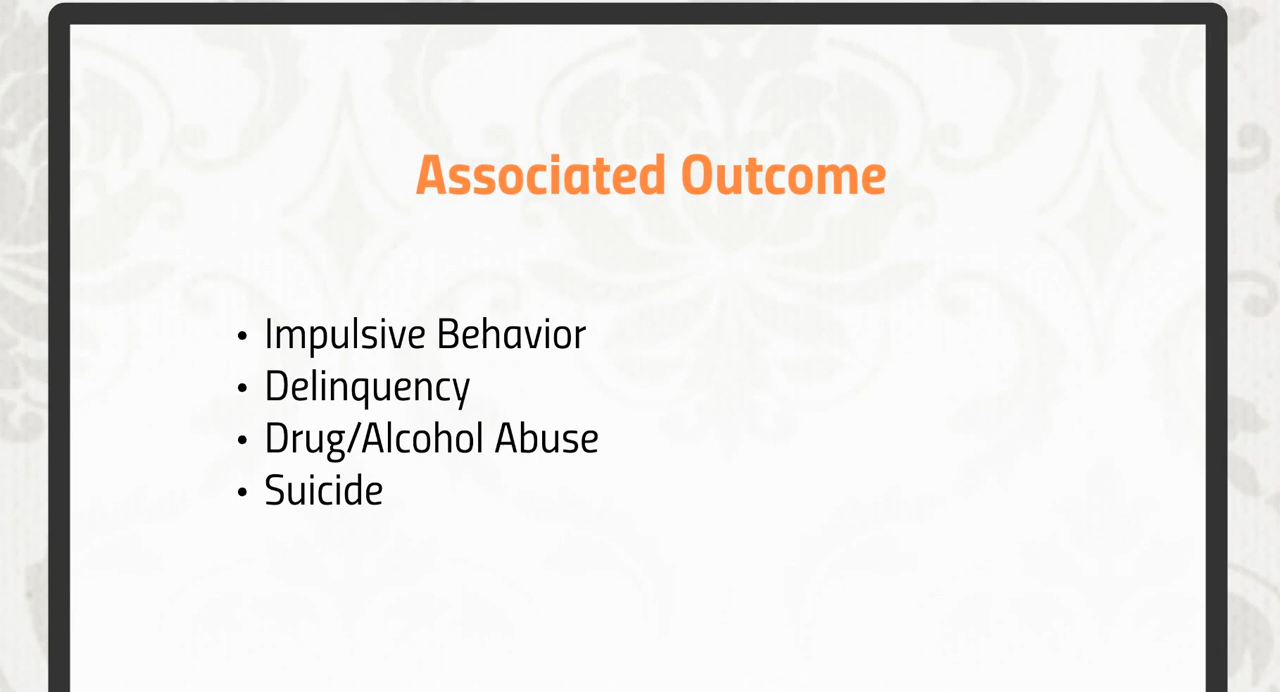 Associated Outcome
• Impulsive Behavior
• Delinquency
• Drug/Alcohol Abuse
• Suicide